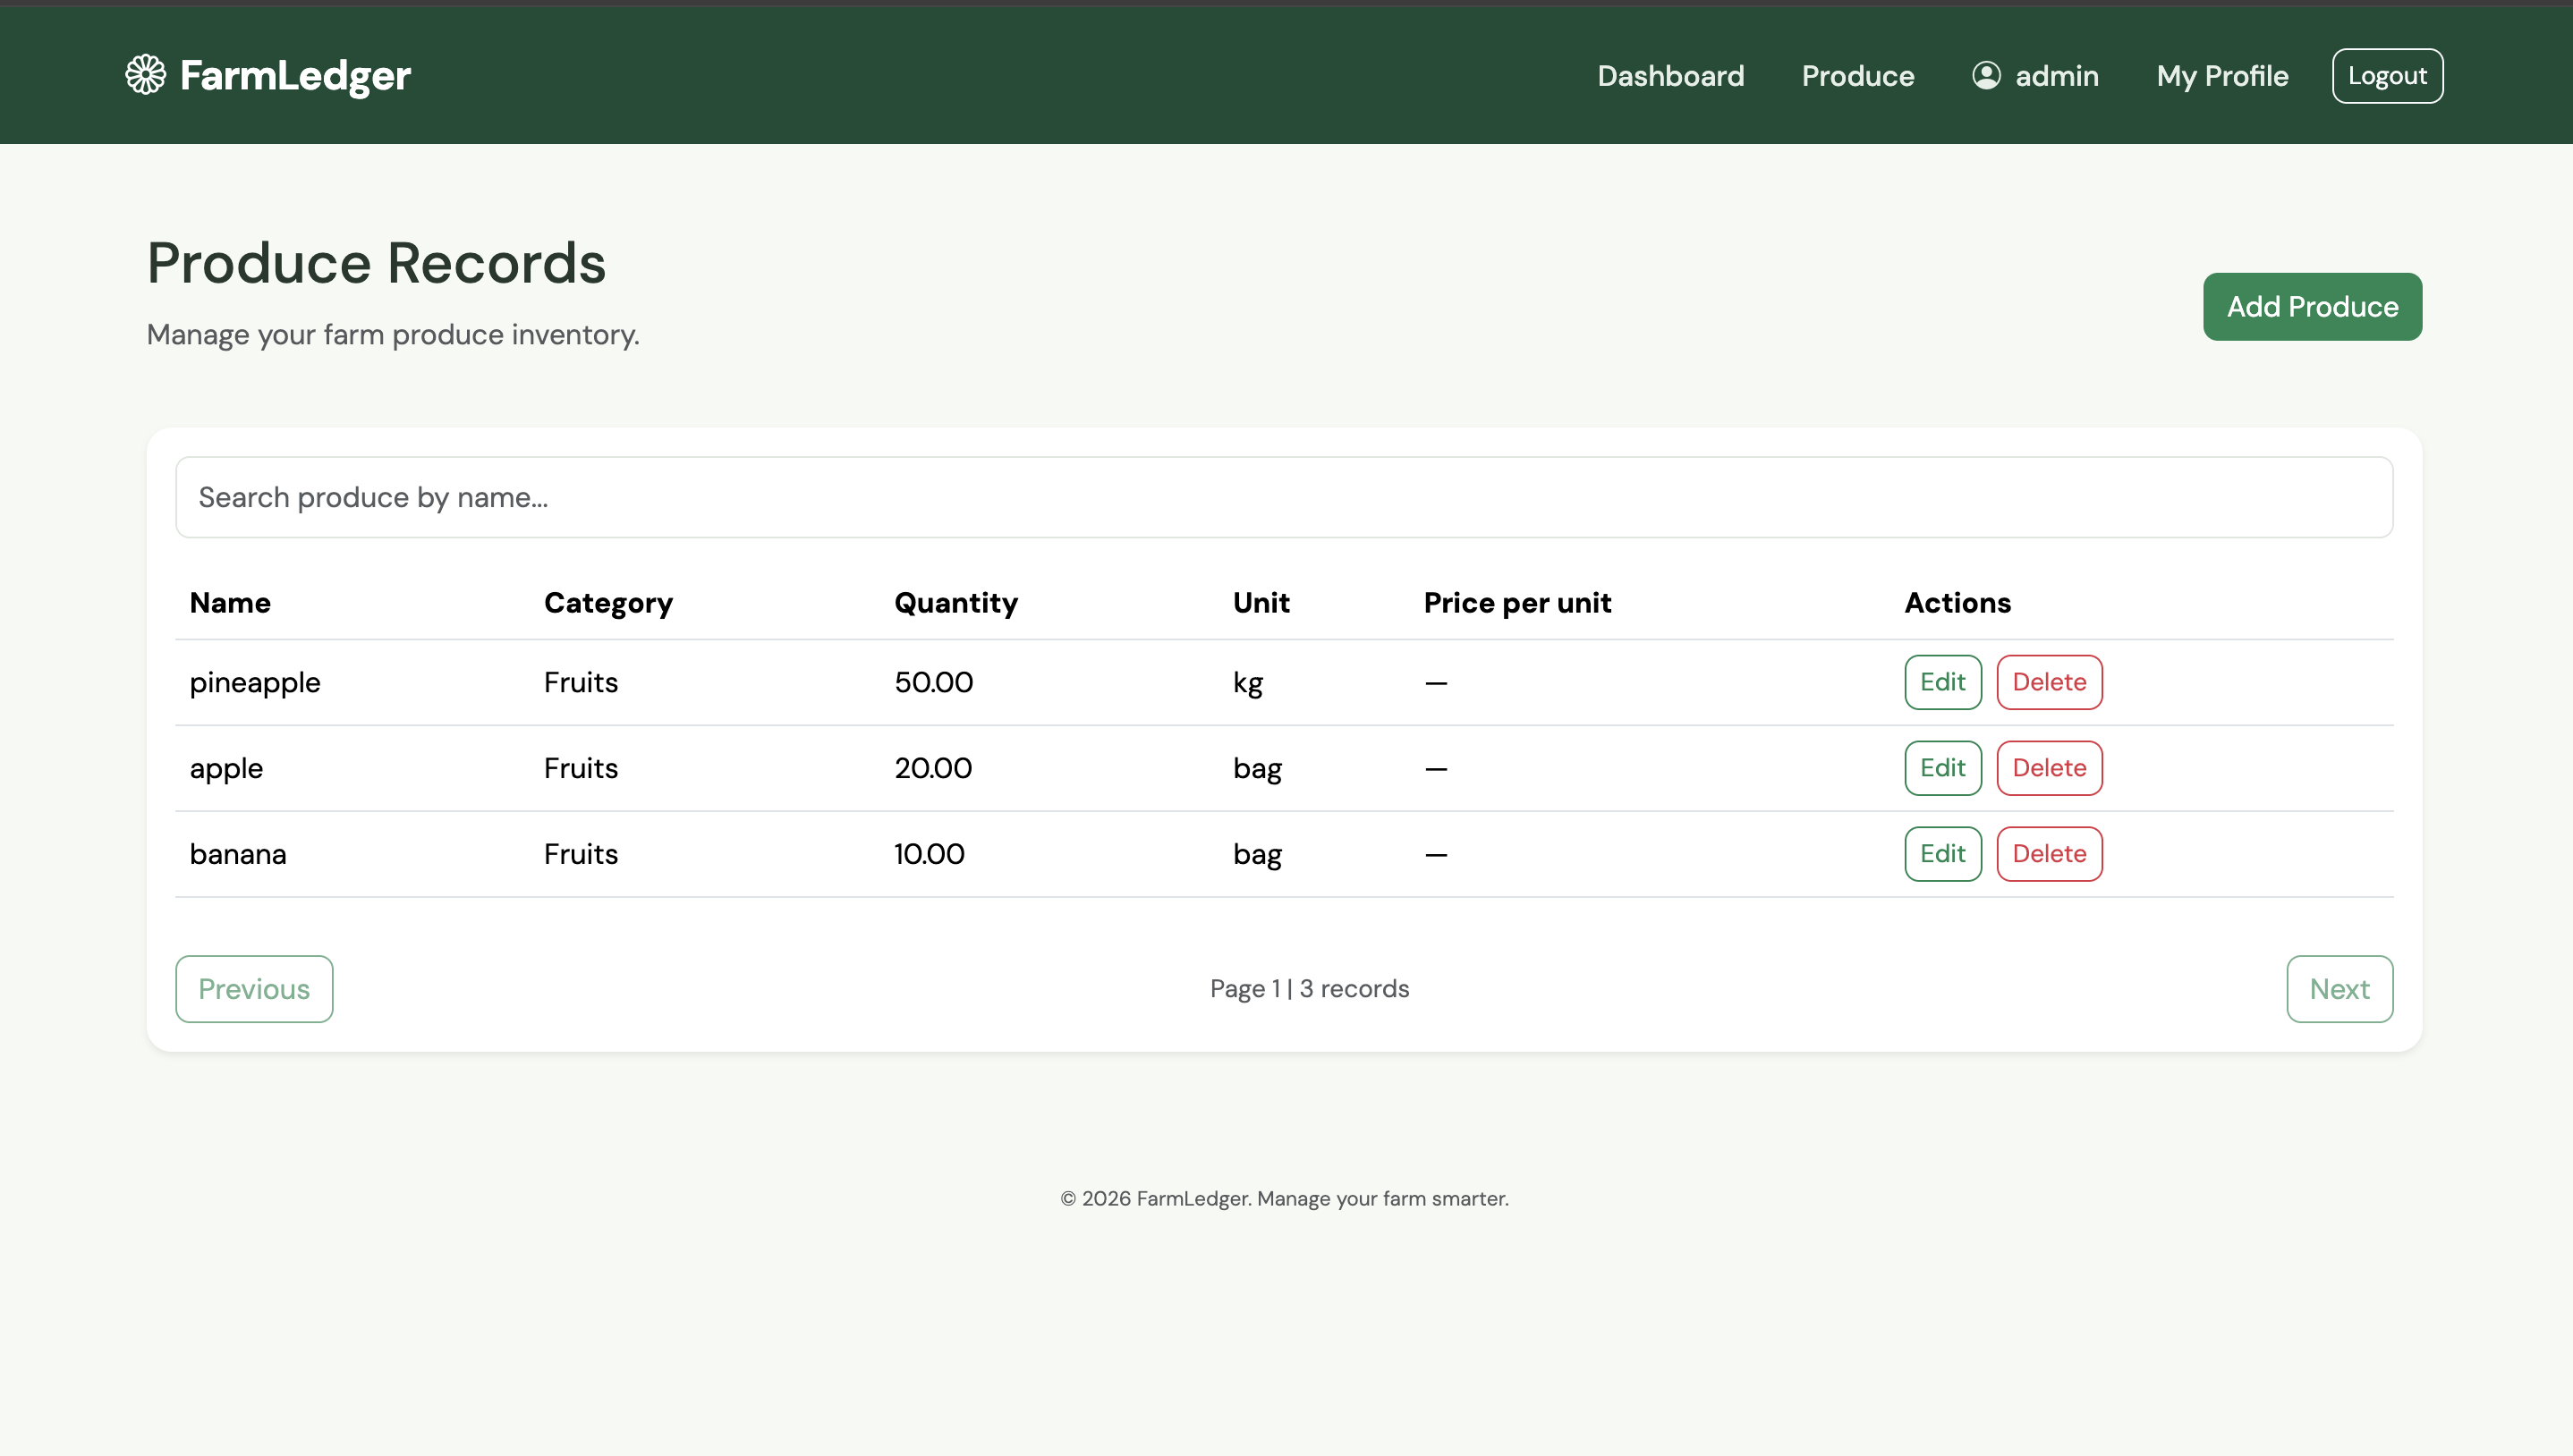 FarmLedger
Dashboard Produce admin My Profile Logout
Produce Records
Manage your farm produce inventory.
Add Produce
Search produce by name...
Name Category Quantity Unit Price per unit Actions
pineapple Fruits 50.00 kg — Edit Delete
apple Fruits 20.00 bag — Edit Delete
banana Fruits 10.00 bag — Edit Delete
Previous Page 1 | 3 records Next
© 2026 FarmLedger. Manage your farm smarter.